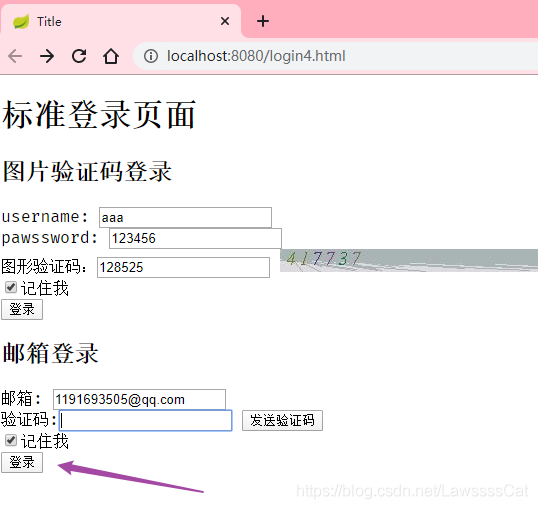 Title
localhost:8080/login4.html
标准登录页面
图片验证码登录
username: aaa
pawssword: 123456
图形验证码：128525 417737
记住我
登录
邮箱登录
邮箱: 1191693505@qq.com
验证码: 发送验证码
记住我
登录
https://blog.csdn.net/LawssssCat